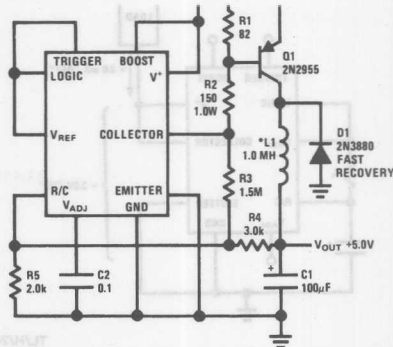 R1
82
Q1
2N2955
TRIGGER
LOGIC
BOOST
V+
R2
150
1.0W
VREF
COLLECTOR
*L1
1.0 MH
D1
2N3880
FAST
RECOVERY
R/C
EMITTER
VADJ
GND
R3
1.5M
R4
3.0k
VOUT +5.0V
R5
2.0k
C2
0.1
+
C1
100µF